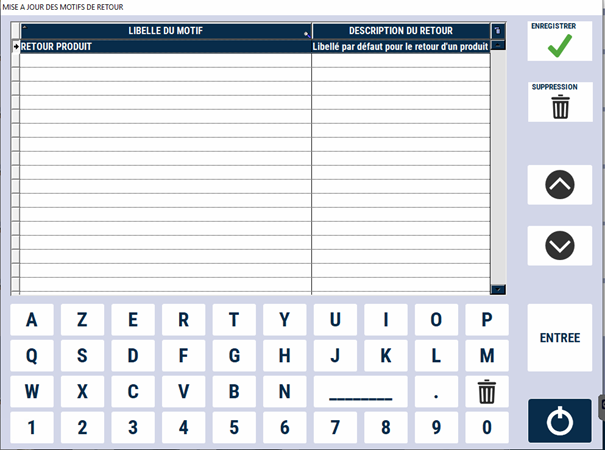 MISE A JOUR DES MOTIFS DE RETOUR
LIBELLE DU MOTIF DESCRIPTION DU RETOUR
RETOUR PRODUIT Libellé par défaut pour le retour d'un produit
ENREGISTRER
SUPPRESSION
A Z E R T Y U I O P
Q S D F G H J K L M
W X C V B N ________ .
1 2 3 4 5 6 7 8 9 0
ENTREE